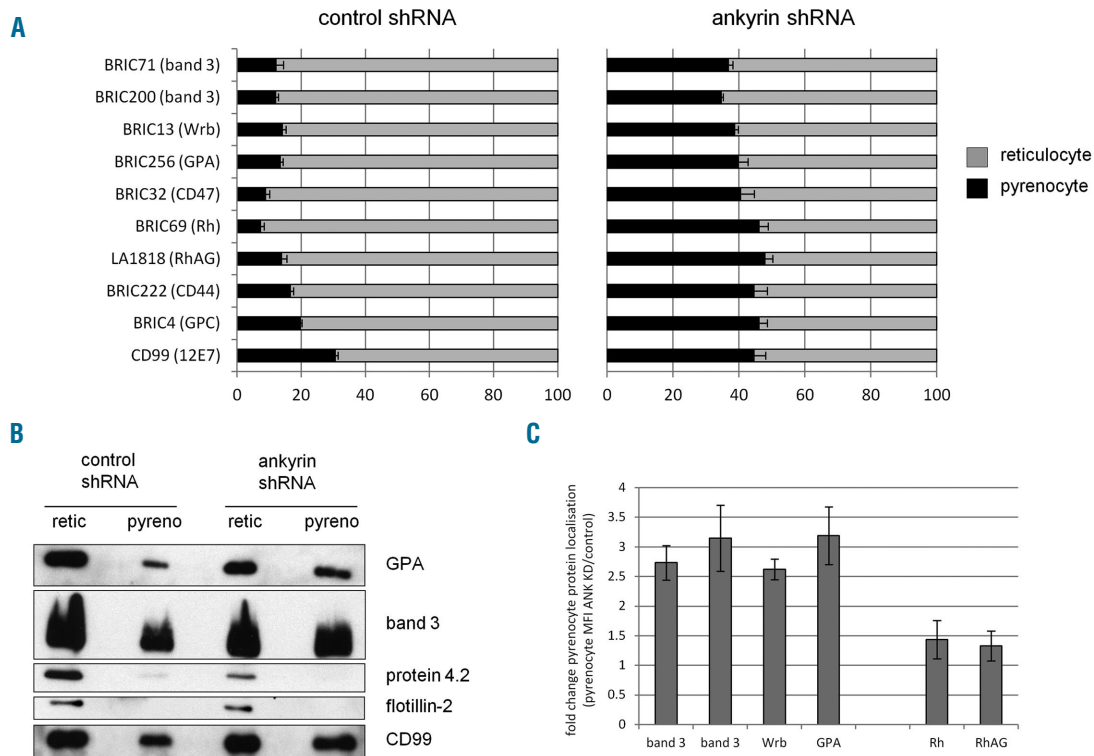 A
control shRNA
ankyrin shRNA
BRIC71 (band 3)
BRIC200 (band 3)
BRIC13 (Wrb)
BRIC256 (GPA)
BRIC32 (CD47)
BRIC69 (Rh)
LA1818 (RhAG)
BRIC222 (CD44)
BRIC4 (GPC)
CD99 (12E7)
0 20 40 60 80 100
0 20 40 60 80 100
reticulocyte
pyrenocyte
B
control shRNA
ankyrin shRNA
retic pyreno retic pyreno
GPA
band 3
protein 4.2
flotillin-2
CD99
C
fold change pyrenocyte protein localisation
(pyrenocyte MFI ANK KD/control)
4
3.5
3
2.5
2
1.5
1
0.5
0
band 3 band 3 Wrb GPA Rh RhAG